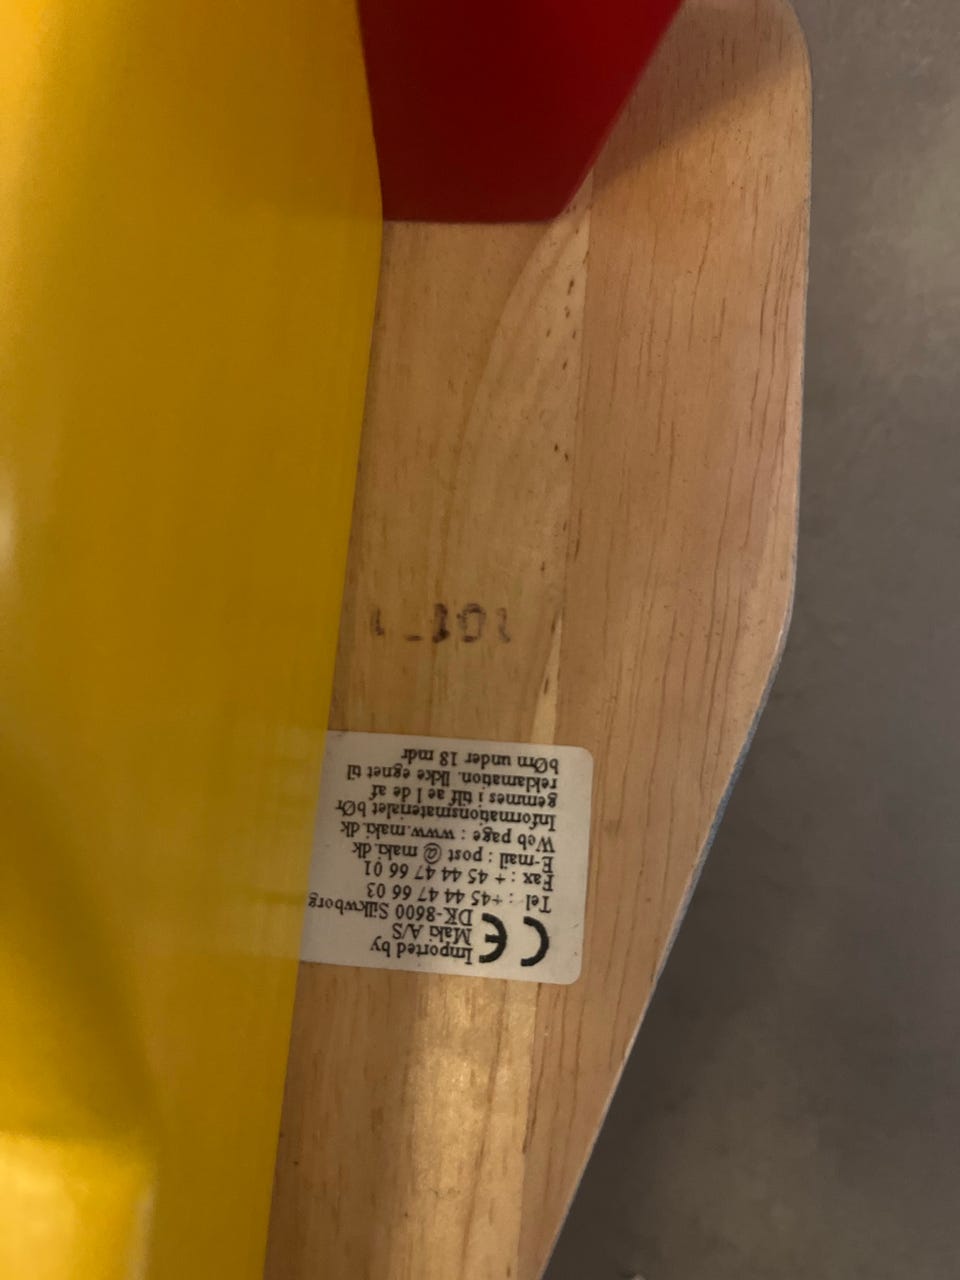 CE
Imported by
Maki A/S
DK-8600 Silkwborg
Tel : +45 44 47 66 03
Fax : + 45 44 47 66 01
E-mail : post @ maki.dk
Web page : www.maki.dk
Informationsmaterialet bØr
gemmes i tilf æ l de af
reklamation. Ikke egnet til
bØrn under 18 mdr